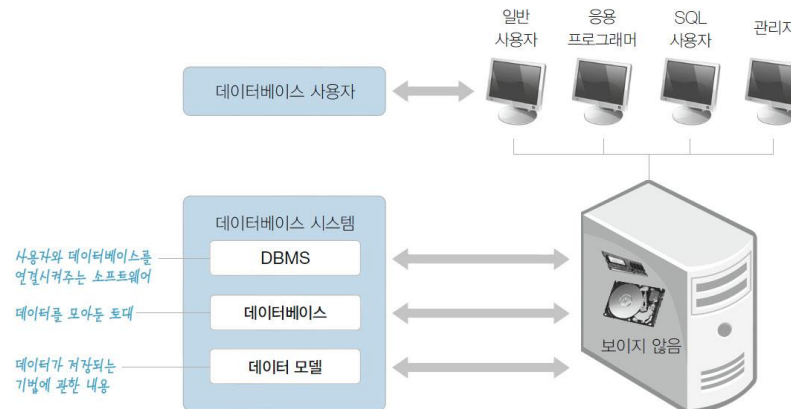 일반
사용자
응용
프로그래머
SQL
사용자
관리자
데이터베이스 사용자
데이터베이스 시스템
사용자와 데이터베이스를
연결시켜주는 소프트웨어
DBMS
데이터를 모아둔 토대
데이터베이스
데이터가 저장되는
기법에 관한 내용
데이터 모델
보이지 않음